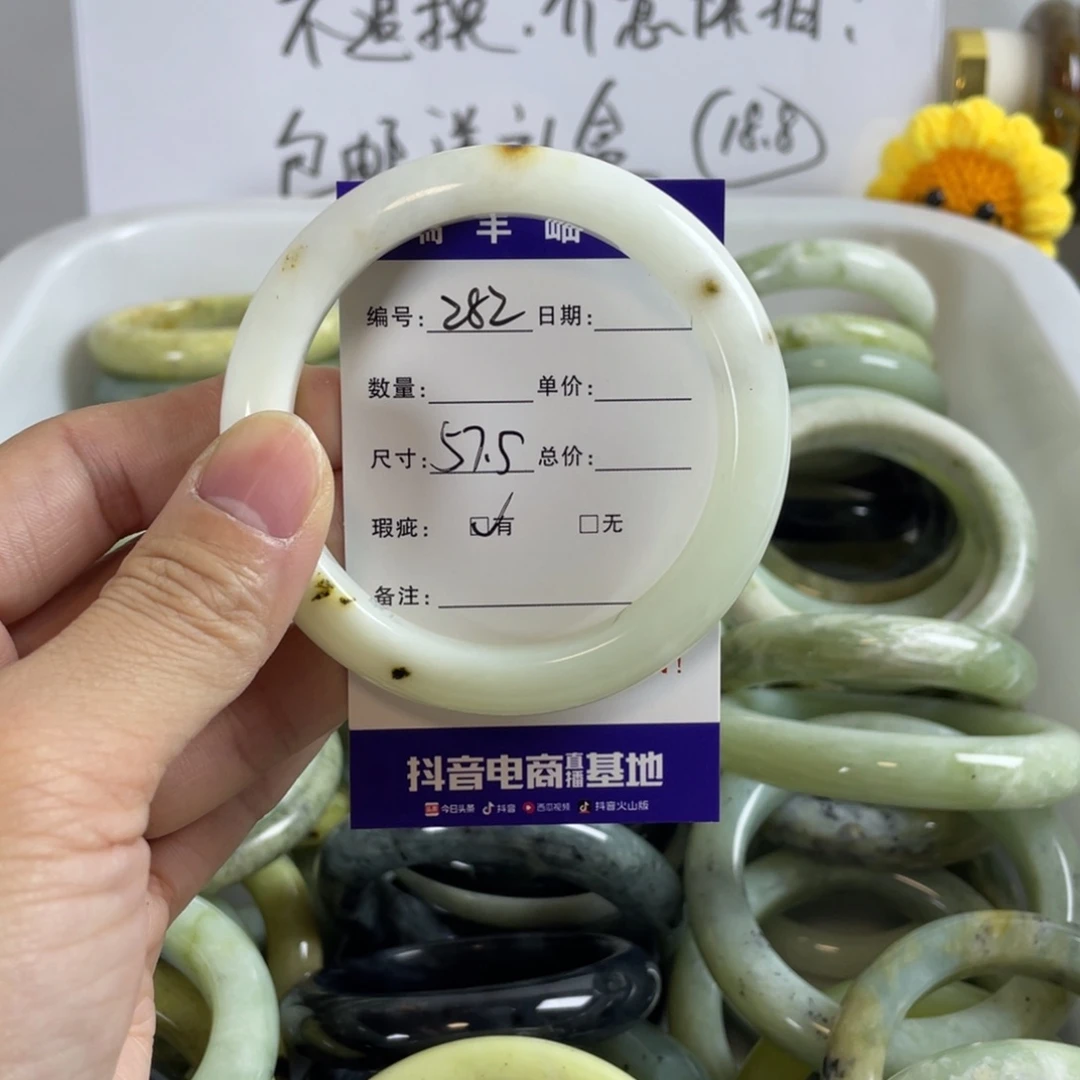 不退换.介意慎拍!
包邮送礼盒 (18.8)
丰
编号: 282 日期:
数量: 单价:
尺寸: 57.5 总价:
瑕疵: ☑有 □无
备注:
!
抖音电商直播基地
今日头条 抖音 西瓜视频 抖音火山版